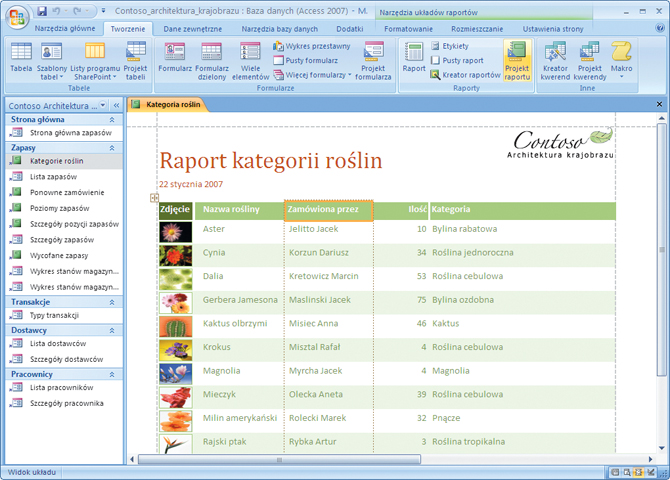 Contoso_architektura_krajobrazu : Baza danych (Access 2007) - M.
Narzędzia układów raportów
Narzędzia główne Tworzenie Dane zewnętrzne Narzędzia bazy danych Dodatki Formatowanie Rozmieszczanie Ustawienia strony
Tabela
Szablony tabel
Listy programu SharePoint
Projekt tabeli
Tabele
Formularz
Formularz dzielony
Wiele elementów
Wykres przestawny
Pusty formularz
Więcej formularzy
Projekt formularza
Formularze
Raport
Etykiety
Pusty raport
Kreator raportów
Projekt raportu
Raporty
Kreator kwerend
Projekt kwerendy
Makro
Inne
Contoso Architektura ...
Strona główna
Strona główna zapasów
Zapasy
Kategorie roślin
Lista zapasów
Ponowne zamówienie
Poziomy zapasów
Szczegóły pozycji zapasów
Szczegóły zapasów
Wycofane zapasy
Wykres stanów magazyn...
Wykres stanów magazyn...
Transakcje
Typy transakcji
Dostawcy
Lista dostawców
Szczegóły dostawców
Pracownicy
Lista pracowników
Szczegóły pracownika
Kategoria roślin
Contoso
Architektura krajobrazu
Raport kategorii roślin
22 stycznia 2007
Zdjęcie Nazwa rośliny Zamówiona przez Ilość Kategoria
Aster Jelitto Jacek 10 Bylina rabatowa
Cynia Korzun Dariusz 34 Roślina jednoroczna
Dalia Kretowicz Marcin 53 Roślina cebulowa
Gerbera Jamesona Maslinski Jacek 75 Bylina ozdobna
Kaktus olbrzymi Misiec Anna 46 Kaktus
Krokus Misztal Rafał 4 Roślina cebulowa
Magnolia Myrcha Jacek 4 Magnolia
Mieczyk Olecka Aneta 39 Roślina cebulowa
Milin amerykański Rolecki Marek 32 Pnącze
Rajski ptak Rybka Artur 3 Roślina tropikalna
Widok układu